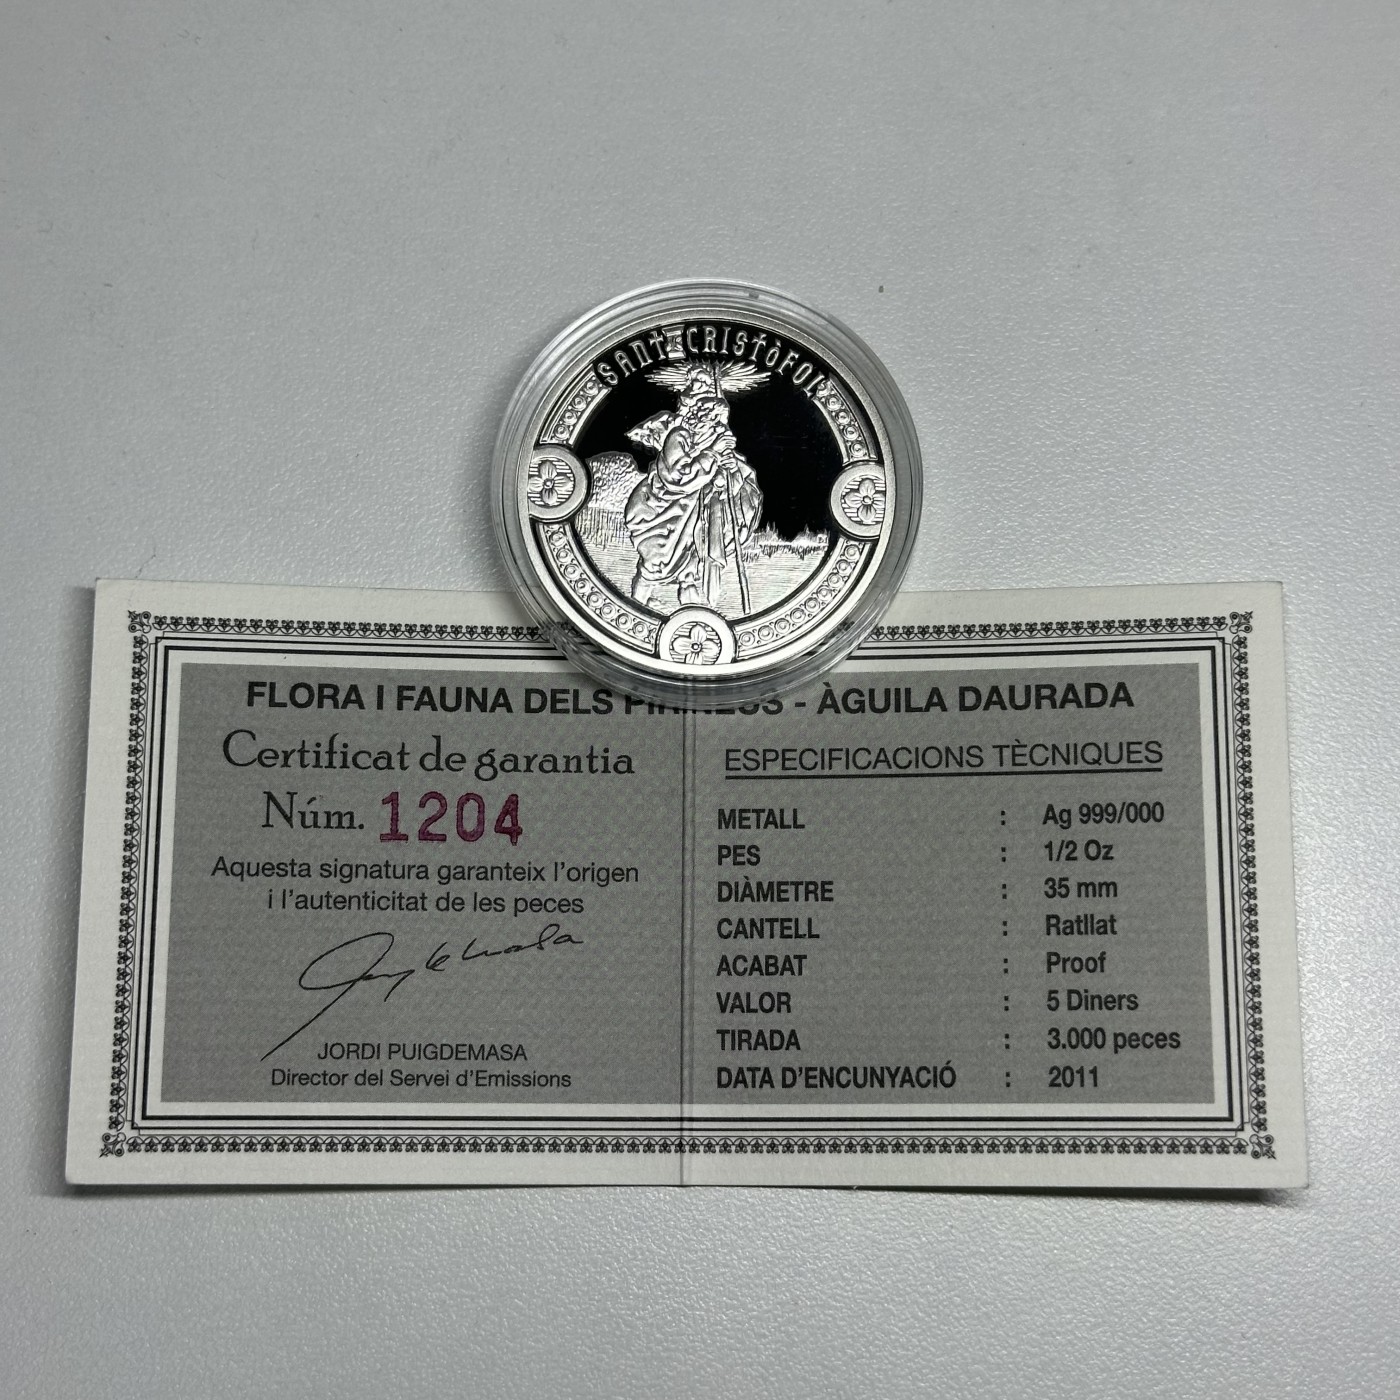 SANT CRISTÒFOL
FLORA I FAUNA DELS PIRINEUS - ÀGUILA DAURADA
Certificat de garantia
Núm. 1204
Aquesta signatura garanteix l'origen
i l'autenticitat de les peces
JORDI PUIGDEMASA
Director del Servei d'Emissions
ESPECIFICACIONS TÈCNIQUES
METALL : Ag 999/000
PES : 1/2 Oz
DIÀMETRE : 35 mm
CANTELL : Ratllat
ACABAT : Proof
VALOR : 5 Diners
TIRADA : 3.000 peces
DATA D'ENCUNYACIÓ : 2011